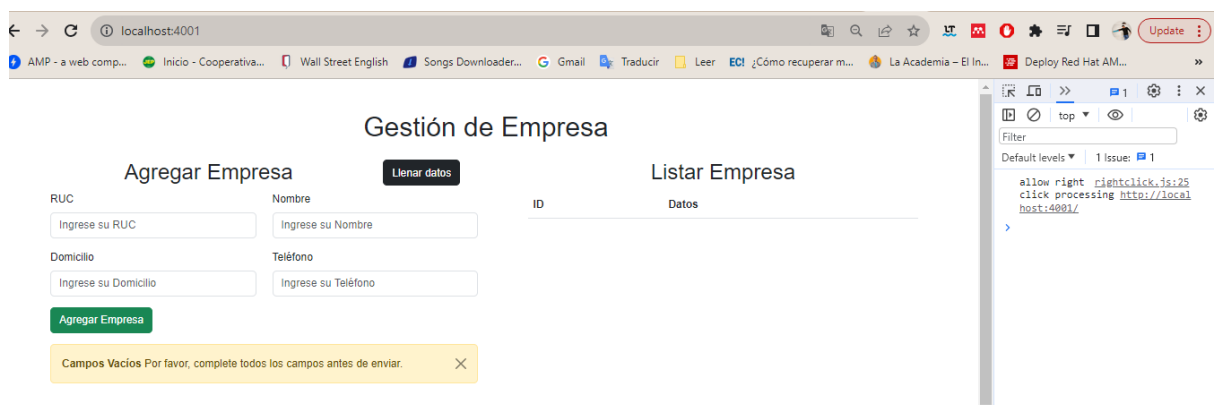 localhost:4001
Update
AMP - a web comp... Inicio - Cooperativa... Wall Street English Songs Downloader... Gmail Traducir Leer EC! ¿Cómo recuperar m... La Academia – El In... Deploy Red Hat AM... »
Gestión de Empresa
Agregar Empresa
Llenar datos
RUC Nombre
Ingrese su RUC Ingrese su Nombre
Domicilio Teléfono
Ingrese su Domicilio Ingrese su Teléfono
Agregar Empresa
Campos Vacíos Por favor, complete todos los campos antes de enviar.
Listar Empresa
ID Datos
1
top
Filter
Default levels 1 Issue: 1
allow right rightclick.js:25
click processing http://local
host:4001/